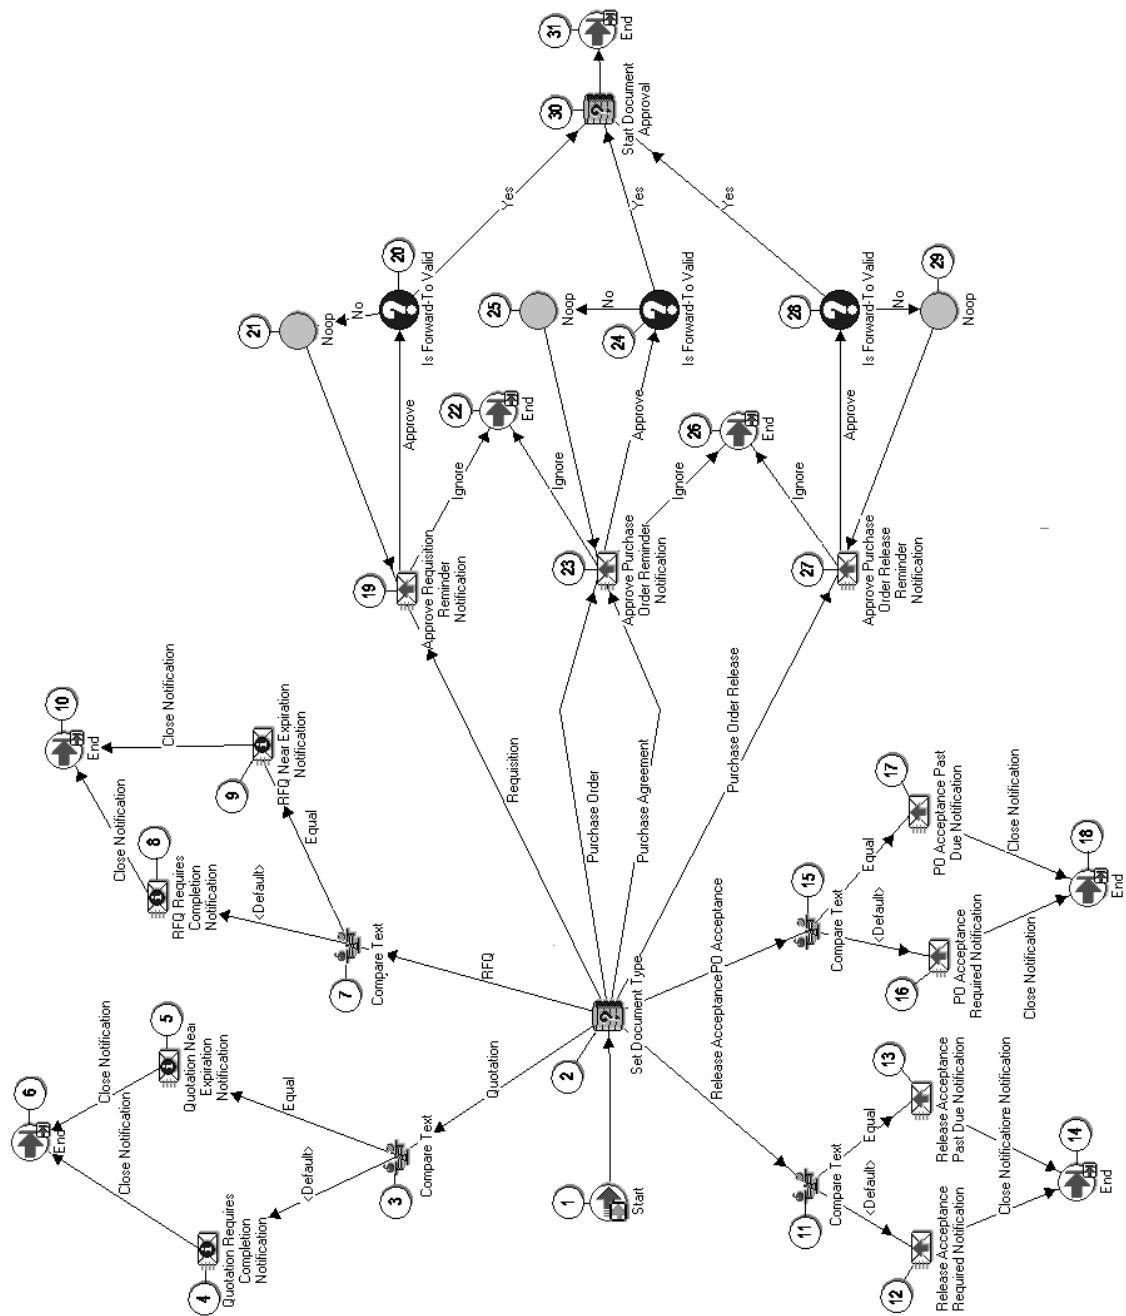 1
Start
2
Set Document Type
Quotation
3
Compare Text
<Default>
4
Quotation Requires
Completion
Notification
Close Notification
Equal
5
Quotation Near
Expiration
Notification
Close Notification
6
End
RFQ
7
Compare Text
<Default>
8
RFQ Requires
Completion
Notification
Close Notification
Equal
9
RFQ Near Expiration
Notification
Close Notification
10
End
Release Acceptance
11
Compare Text
<Default>
12
Release Acceptance
Required Notification
Equal
13
Release Acceptance
Past Due Notification
Close Notificatiore Notification
14
End
PO Acceptance
15
Compare Text
<Default>
16
PO Acceptance
Required Notification
Close Notification
Equal
17
PO Acceptance Past
Due Notification
Close Notification
18
End
Requisition
19
Approve Requisition
Reminder
Notification
Approve
20
Is Forward-To Valid
No
21
Noop
Yes
Ignore
22
End
Ignore
Purchase Order
Purchase Agreement
23
Approve Purchase
Order Reminder
Notification
Approve
24
Is Forward-To Valid
No
25
Noop
Yes
Ignore
26
End
Ignore
Purchase Order Release
27
Approve Purchase
Order Release
Reminder
Notification
Approve
28
Is Forward-To Valid
No
29
Noop
Yes
30
Start Document
Approval
31
End